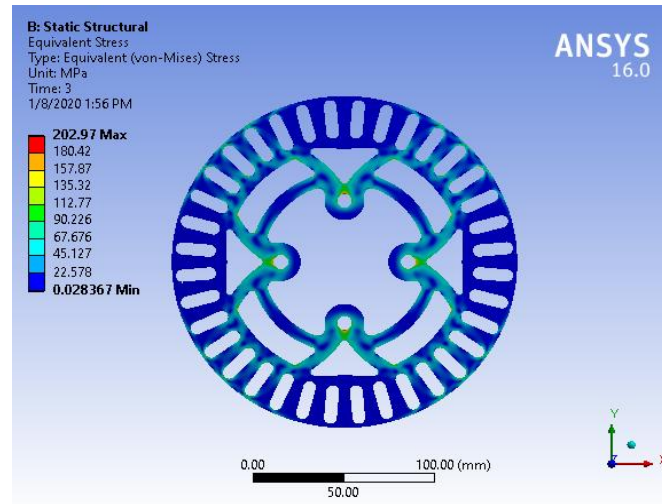 B: Static Structural
Equivalent Stress
Type: Equivalent (von-Mises) Stress
Unit: MPa
Time: 3
1/8/2020 1:56 PM
ANSYS
16.0
202.97 Max
180.42
157.87
135.32
112.77
90.226
67.676
45.127
22.578
0.028367 Min
0.00
100.00 (mm)
50.00
Y
Z
X